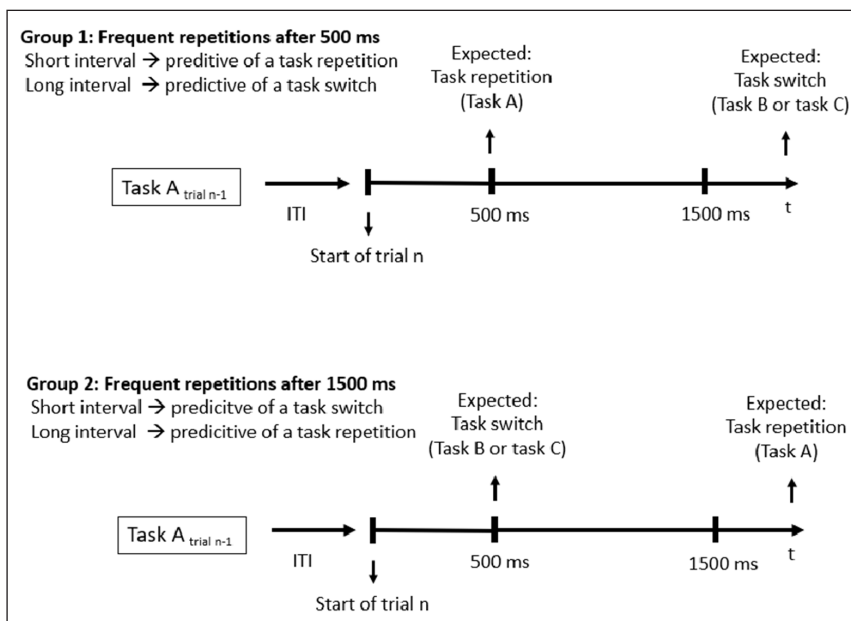 Group 1: Frequent repetitions after 500 ms
Short interval → preditive of a task repetition
Long interval → predictive of a task switch
Expected:
Task repetition
(Task A)
Expected:
Task switch
(Task B or task C)
Task A trial n-1
ITI
500 ms
1500 ms
t
Start of trial n
Group 2: Frequent repetitions after 1500 ms
Short interval → predicitve of a task switch
Long interval → predicitive of a task repetition
Expected:
Task switch
(Task B or task C)
Expected:
Task repetition
(Task A)
Task A trial n-1
ITI
500 ms
1500 ms
t
Start of trial n